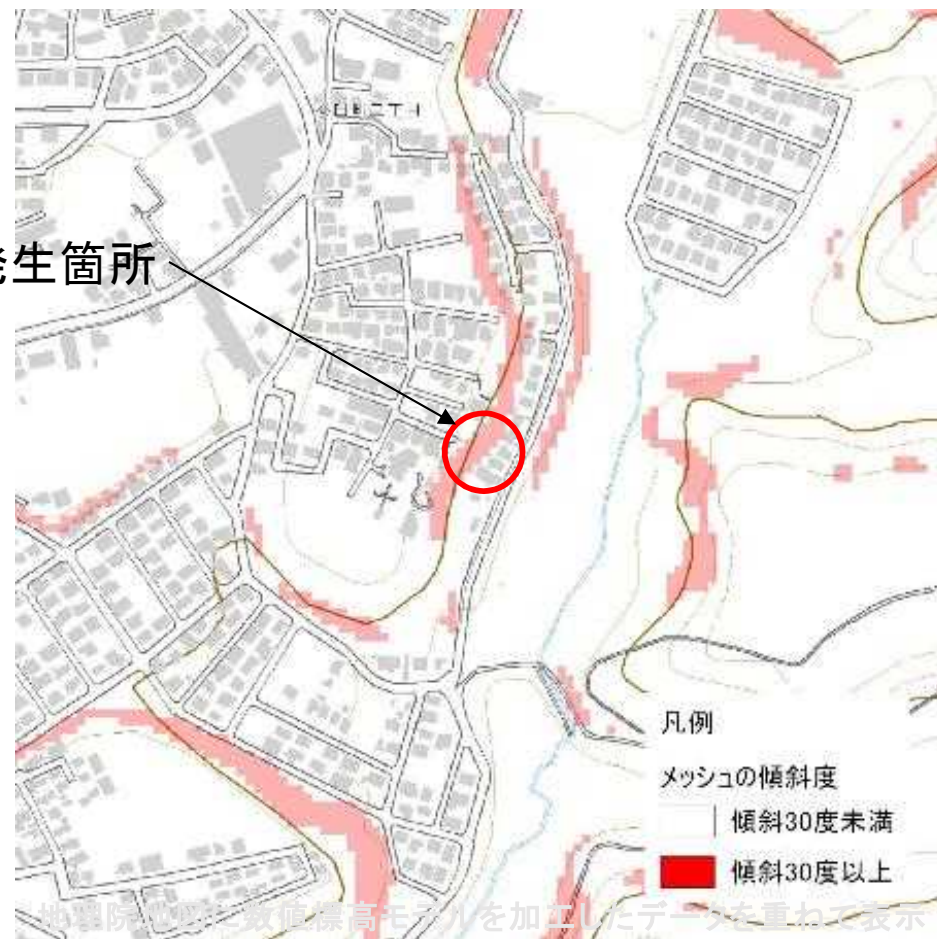 生箇所
凡例
メッシュの傾斜度
傾斜30度未満
傾斜30度以上
地理院地図に数値標高モデルを加工したデータを重ねて表示